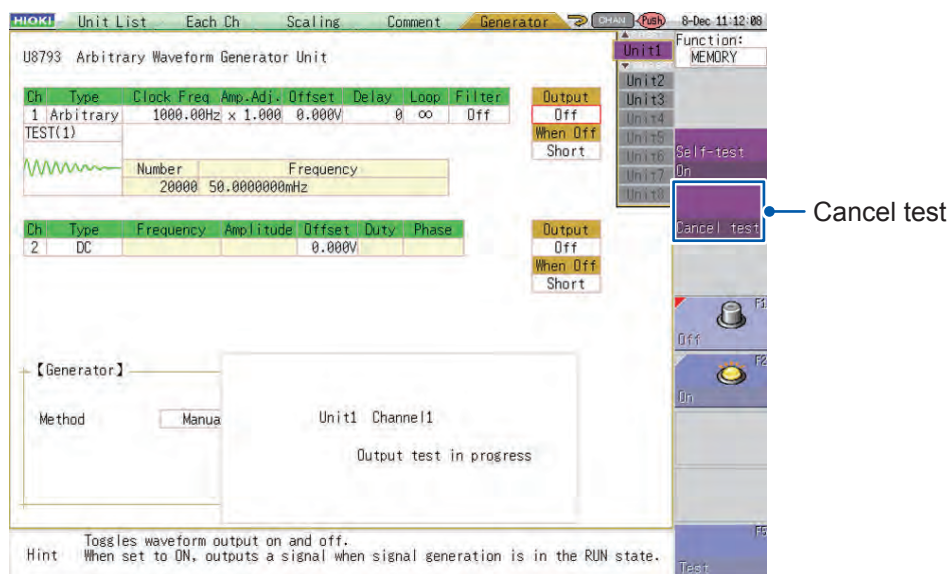 HIOKI Unit List Each Ch Scaling Comment Generator CHAN Push 8-Dec 11:12:08
Function:
MEMORY
U8793 Arbitrary Waveform Generator Unit
Unit1
Unit2
Unit3
Unit4
Unit5
Unit6
Unit7
Unit8
Ch Type Clock Freq Amp.Adj. Offset Delay Loop Filter Output
1 Arbitrary 1000.00Hz x 1.000 0.000V 0 ∞ Off Off
TEST(1) When Off
Short
Number Frequency
20000 50.0000000mHz
Self-test
On
Cancel test
Cancel test
Ch Type Frequency Amplitude Offset Duty Phase Output
2 DC 0.000V Off
When Off
Short
F1
Off
F2
On
【Generator】
Method Manua
Unit1 Channel1
Output test in progress
Toggles waveform output on and off.
Hint When set to ON, outputs a signal when signal generation is in the RUN state.
F5
Test